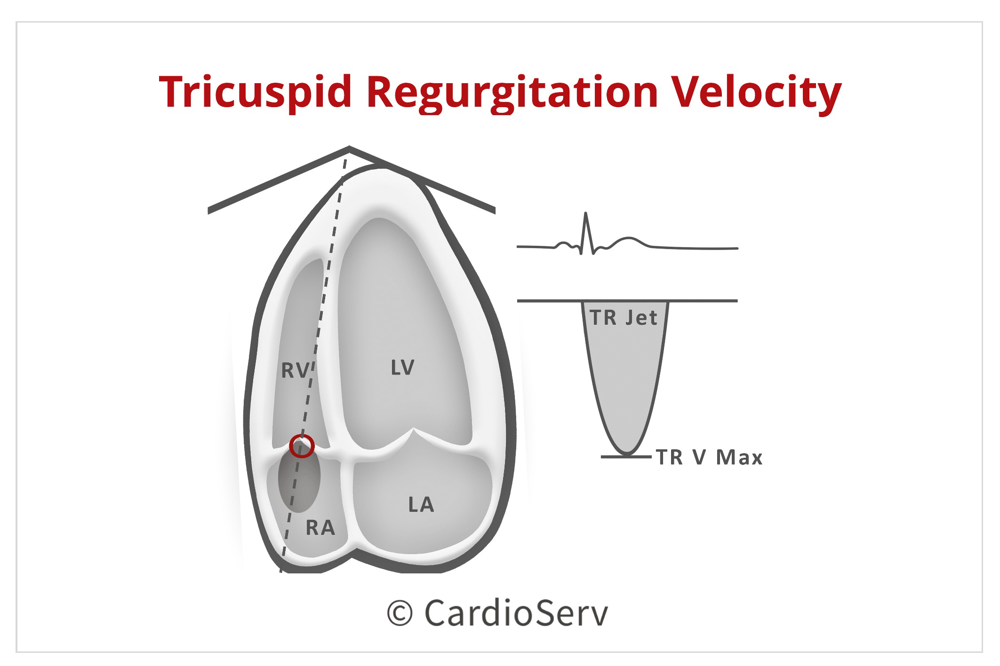 Tricuspid Regurgitation Velocity
TR Jet
RV
LV
TR V Max
LA
RA
© CardioServ